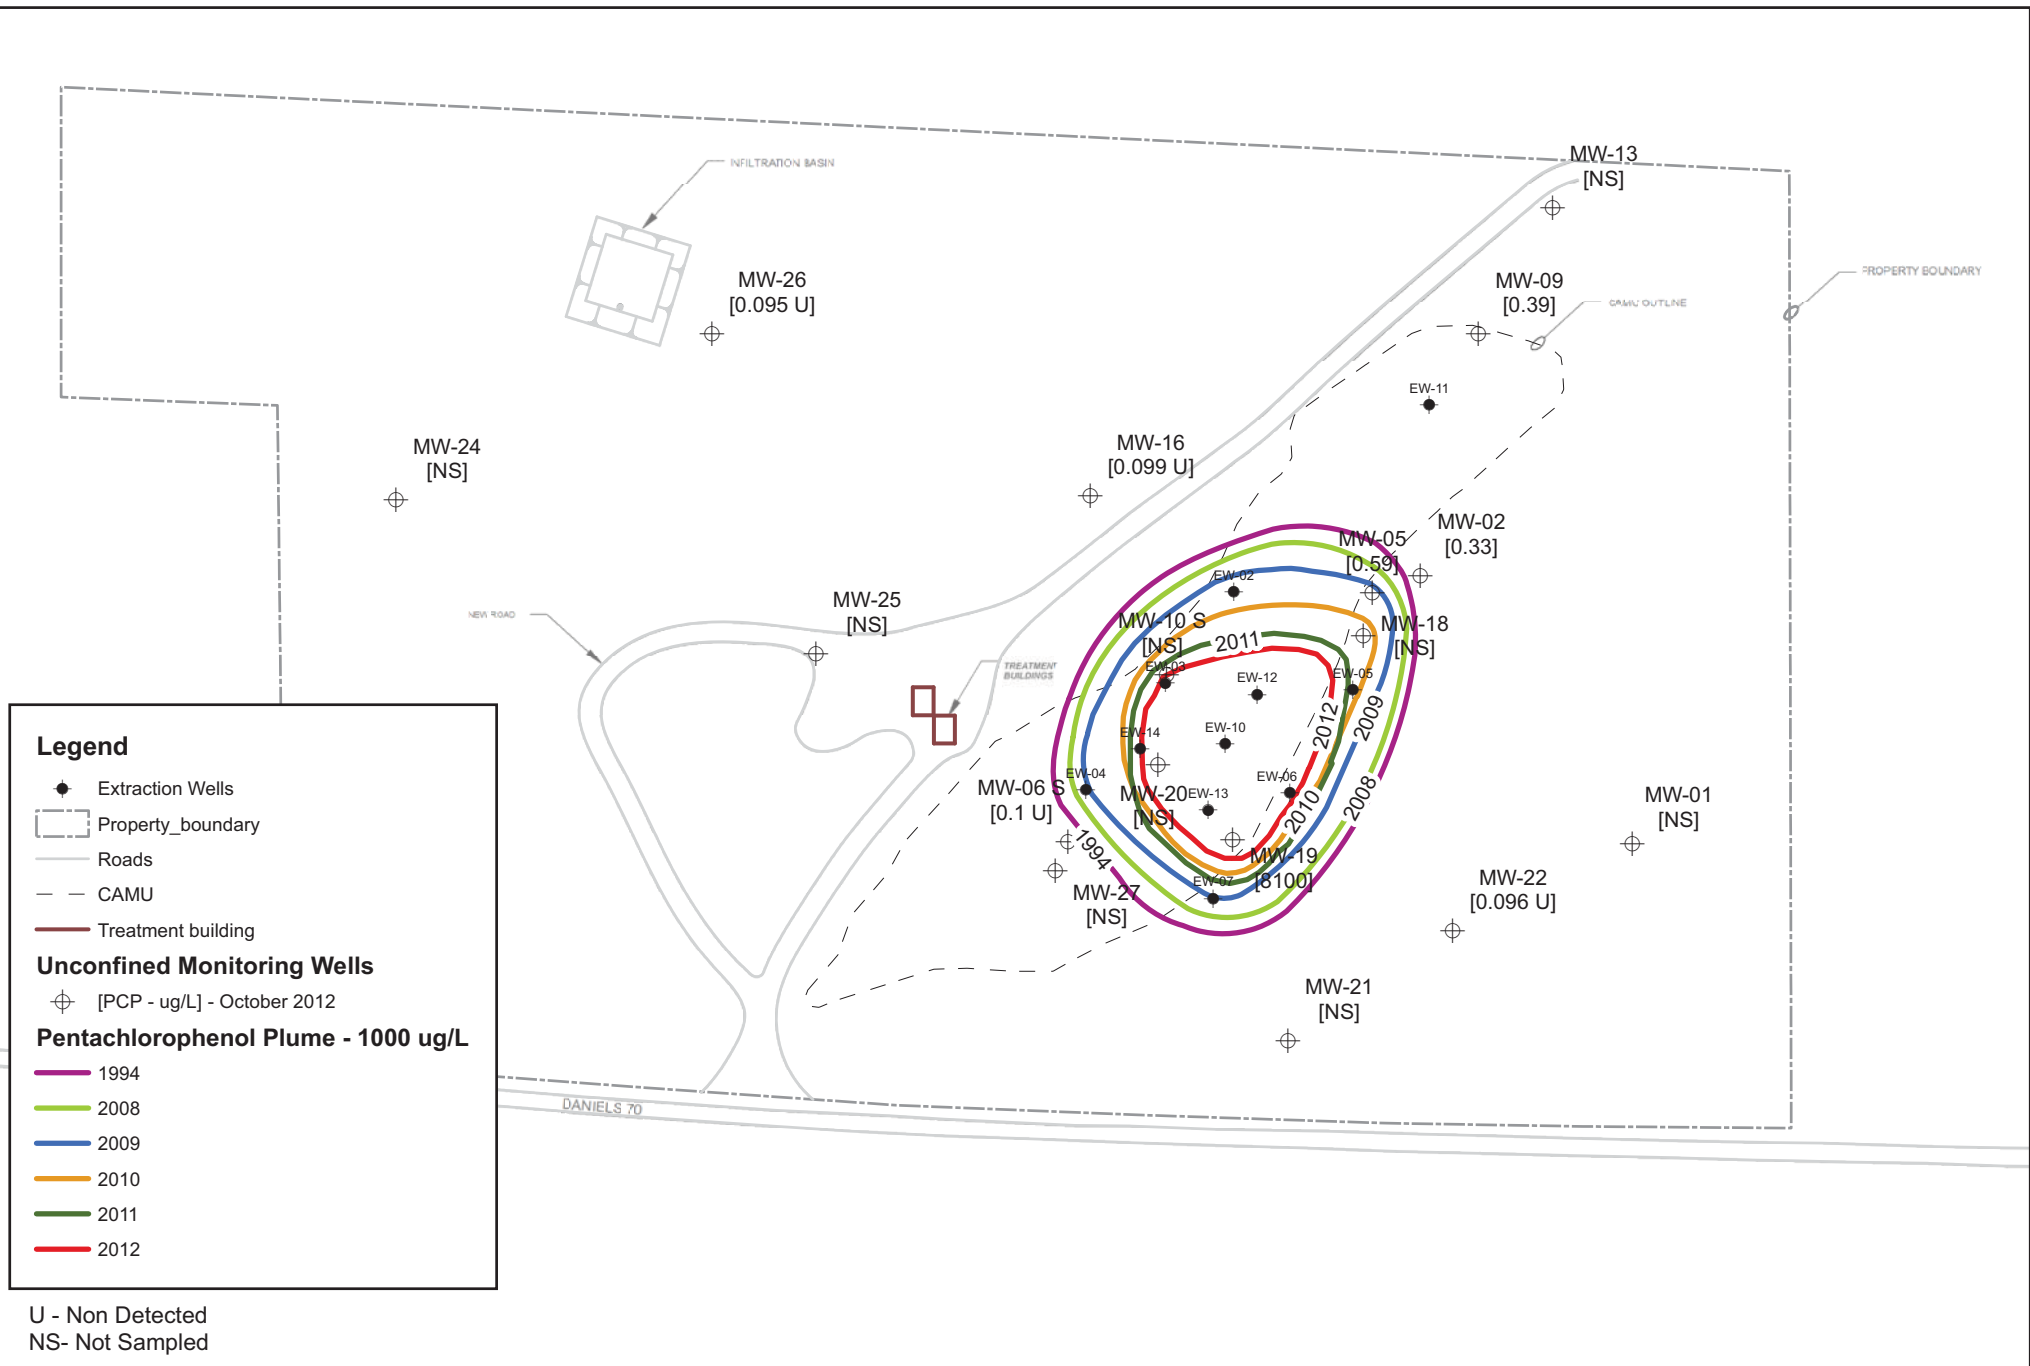 MW-13
[NS]
INFILTRATION BASIN
MW-26
[0.095 U]
MW-09
[0.39]
PROPERTY BOUNDARY
CAMU OUTLINE
EW-11
MW-24
[NS]
MW-16
[0.099 U]
MW-02
[0.33]
MW-05
[0.59]
EW-02
MW-25
[NS]
NEW ROAD
MW-10 S
[NS]
2011
MW-18
[NS]
TREATMENT
BUILDINGS
EW-03
EW-12
EW-05
2012
2009
EW-14
EW-10
EW-04
EW-06
MW-06 S
[0.1 U]
MW-20
[NS]
EW-13
2010
2008
MW-01
[NS]
1994
MW-19
[8100]
EW-07
MW-27
[NS]
MW-22
[0.096 U]
MW-21
[NS]
DANIELS 70
Legend
Extraction Wells
Property_boundary
Roads
CAMU
Treatment building
Unconfined Monitoring Wells
[PCP - ug/L] - October 2012
Pentachlorophenol Plume - 1000 ug/L
1994
2008
2009
2010
2011
2012
U - Non Detected
NS- Not Sampled